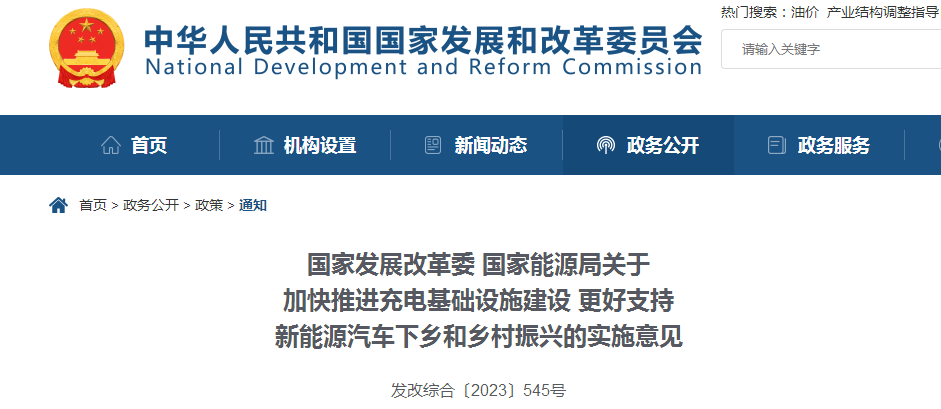 热门搜索：油价 产业结构调整指导
中华人民共和国国家发展和改革委员会
National Development and Reform Commission
请输入关键字
首页
机构设置
新闻动态
政务公开
政务服务
首页 > 政务公开 > 政策 > 通知
国家发展改革委 国家能源局关于
加快推进充电基础设施建设 更好支持
新能源汽车下乡和乡村振兴的实施意见
发改综合〔2023〕545号